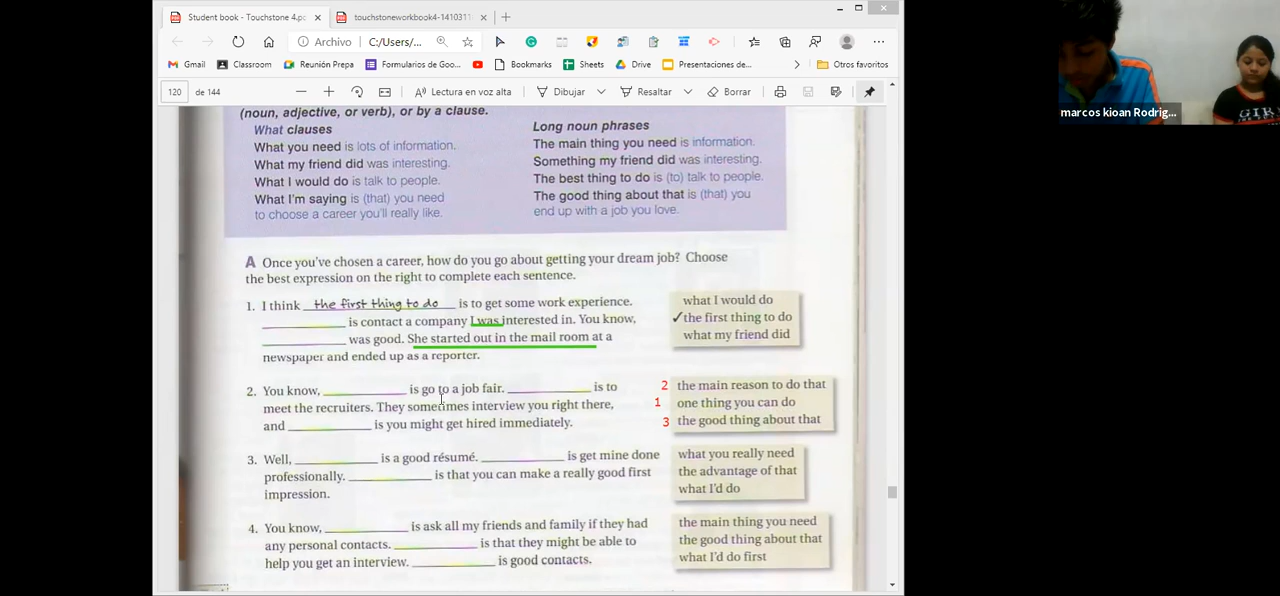 Student book - Touchstone 4.pc
touchstoneworkbook4-1410311
Archivo
C:/Users/...
Gmail
Classroom
Reunión Prepa
Formularios de Goo...
Bookmarks
Sheets
Drive
Presentaciones de...
Otros favoritos
120
de 144
Lectura en voz alta
Dibujar
Resaltar
Borrar
marcos kioan Rodrig...
(noun, adjective, or verb), or by a clause.
What clauses
What you need is lots of information.
What my friend did was interesting.
What I would do is talk to people.
What I'm saying is (that) you need
to choose a career you'll really like.
Long noun phrases
The main thing you need is information.
Something my friend did was interesting.
The best thing to do is (to) talk to people.
The good thing about that is (that) you
end up with a job you love.
A Once you've chosen a career, how do you go about getting your dream job? Choose
the best expression on the right to complete each sentence.
1. I think the first thing to do is to get some work experience.
is contact a company I was interested in. You know,
was good. She started out in the mail room at a
newspaper and ended up as a reporter.
what I would do
✓the first thing to do
what my friend did
2. You know, is go to a job fair. is to
meet the recruiters. They sometimes interview you right there,
and is you might get hired immediately.
2 the main reason to do that
1 one thing you can do
3 the good thing about that
3. Well, is a good résumé. is get mine done
professionally. is that you can make a really good first
impression.
what you really need
the advantage of that
what I'd do
4. You know, is ask all my friends and family if they had
any personal contacts. is that they might be able to
help you get an interview. is good contacts.
the main thing you need
the good thing about that
what I'd do first